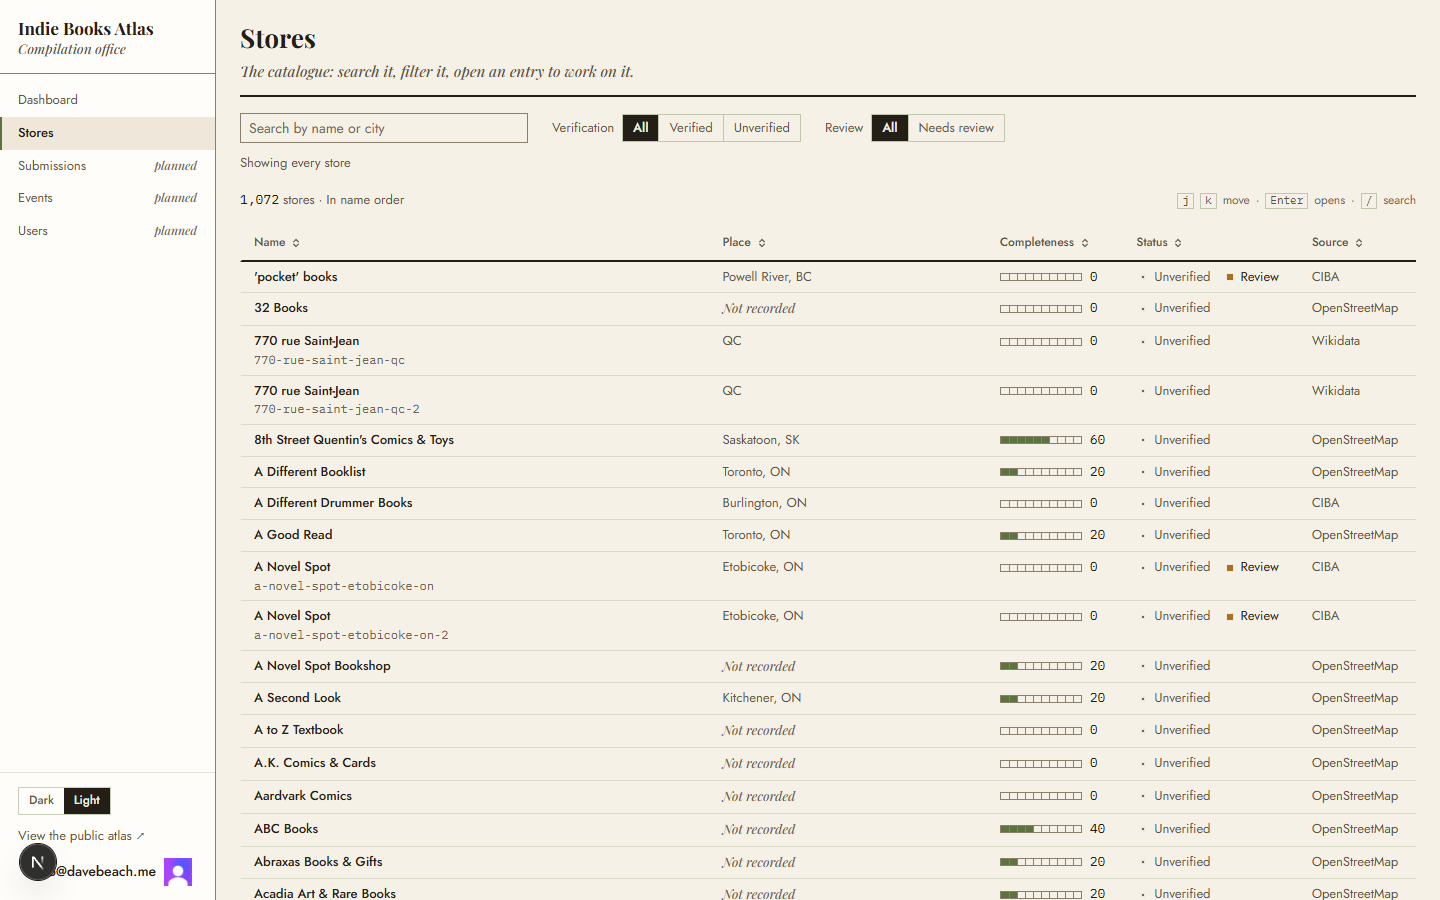 Indie Books Atlas
Compilation office
Dashboard
Stores
Submissions planned
Events planned
Users planned
Dark Light
View the public atlas ↗
N
@davebeach.me
Stores
The catalogue: search it, filter it, open an entry to work on it.
Search by name or city Verification All Verified Unverified Review All Needs review
Showing every store
1,072 stores · In name order j k move · Enter opens · / search
Name Place Completeness Status Source
'pocket' books Powell River, BC 0 Unverified Review CIBA
32 Books Not recorded 0 Unverified OpenStreetMap
770 rue Saint-Jean QC 0 Unverified Wikidata
770-rue-saint-jean-qc
770 rue Saint-Jean QC 0 Unverified Wikidata
770-rue-saint-jean-qc-2
8th Street Quentin's Comics & Toys Saskatoon, SK 60 Unverified OpenStreetMap
A Different Booklist Toronto, ON 20 Unverified OpenStreetMap
A Different Drummer Books Burlington, ON 0 Unverified CIBA
A Good Read Toronto, ON 20 Unverified OpenStreetMap
A Novel Spot Etobicoke, ON 0 Unverified Review CIBA
a-novel-spot-etobicoke-on
A Novel Spot Etobicoke, ON 0 Unverified Review CIBA
a-novel-spot-etobicoke-on-2
A Novel Spot Bookshop Not recorded 20 Unverified OpenStreetMap
A Second Look Kitchener, ON 20 Unverified OpenStreetMap
A to Z Textbook Not recorded 0 Unverified OpenStreetMap
A.K. Comics & Cards Not recorded 0 Unverified OpenStreetMap
Aardvark Comics Not recorded 0 Unverified OpenStreetMap
ABC Books Not recorded 40 Unverified OpenStreetMap
Abraxas Books & Gifts Not recorded 20 Unverified OpenStreetMap
Acadia Art & Rare Books Not recorded 20 Unverified OpenStreetMap